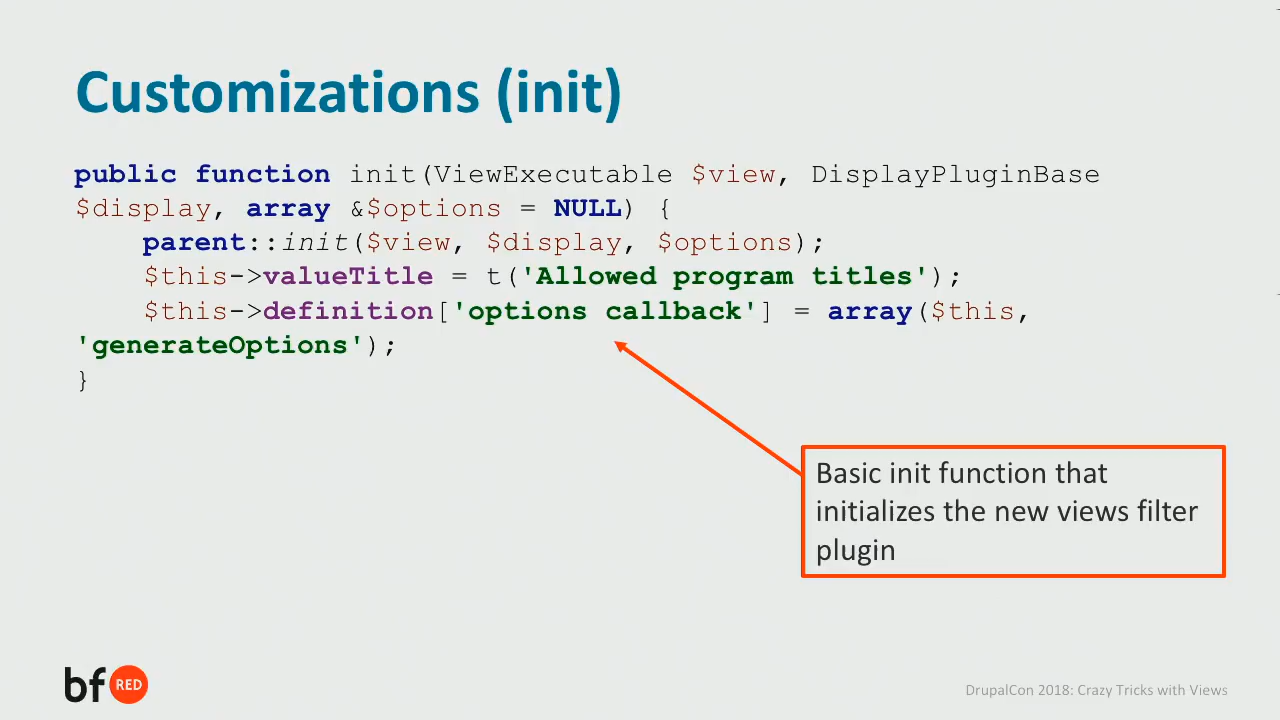 Customizations (init)
public function init(ViewExecutable $view, DisplayPluginBase
$display, array &$options = NULL) {
    parent::init($view, $display, $options);
    $this->valueTitle = t('Allowed program titles');
    $this->definition['options callback'] = array($this,
'generateOptions');
}
Basic init function that
initializes the new views filter
plugin
bf RED
DrupalCon 2018: Crazy Tricks with Views